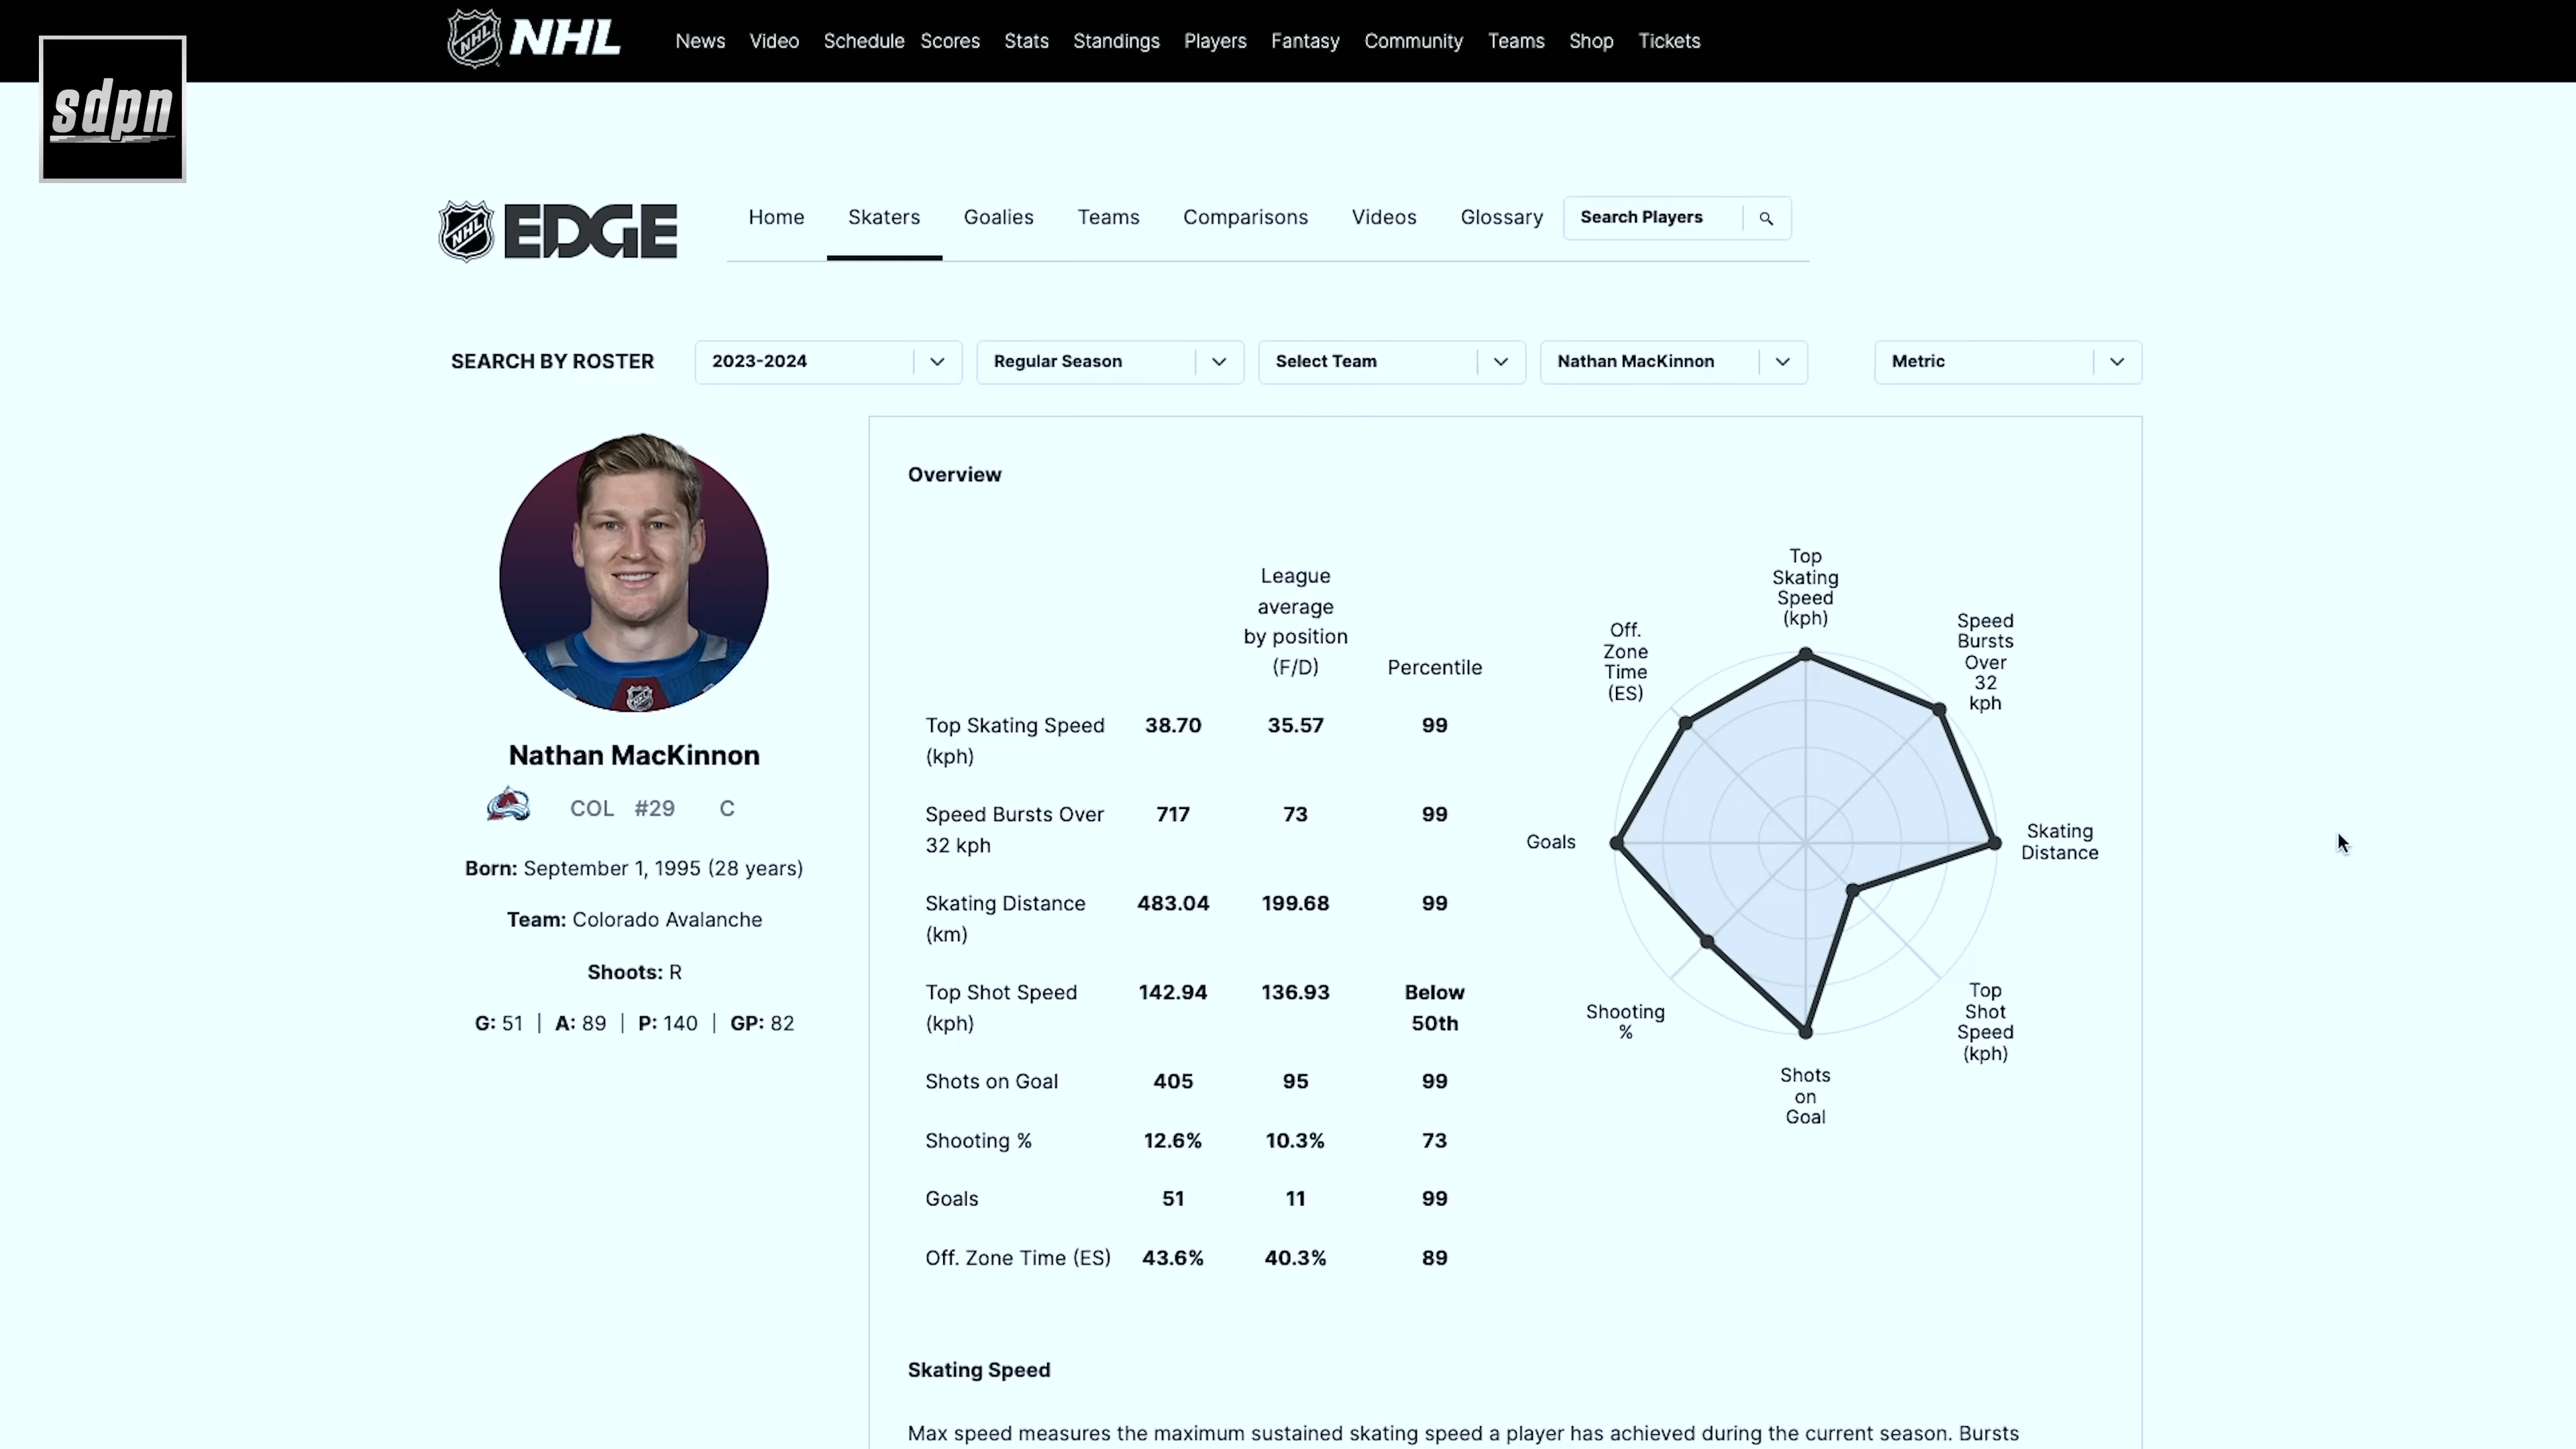 NHL NHL News Video Schedule Scores Stats Standings Players Fantasy Community Teams Shop Tickets
sdpn
NHL EDGE Home Skaters Goalies Teams Comparisons Videos Glossary Search Players
SEARCH BY ROSTER 2023-2024 Regular Season Select Team Nathan MacKinnon Metric
Nathan MacKinnon
COL #29 C
Born: September 1, 1995 (28 years)
Team: Colorado Avalanche
Shoots: R
G: 51 | A: 89 | P: 140 | GP: 82
Overview
League
average
by position
(F/D) Percentile
Top Skating Speed 38.70 35.57 99
(kph)
Speed Bursts Over 717 73 99
32 kph
Skating Distance 483.04 199.68 99
(km)
Top Shot Speed 142.94 136.93 Below
(kph) 50th
Shots on Goal 405 95 99
Shooting % 12.6% 10.3% 73
Goals 51 11 99
Off. Zone Time (ES) 43.6% 40.3% 89
Top
Skating
Speed
(kph)
Speed
Bursts
Over
32
kph
Skating
Distance
Top
Shot
Speed
(kph)
Shots
on
Goal
Shooting
%
Goals
Off.
Zone
Time
(ES)
Skating Speed
Max speed measures the maximum sustained skating speed a player has achieved during the current season. Bursts